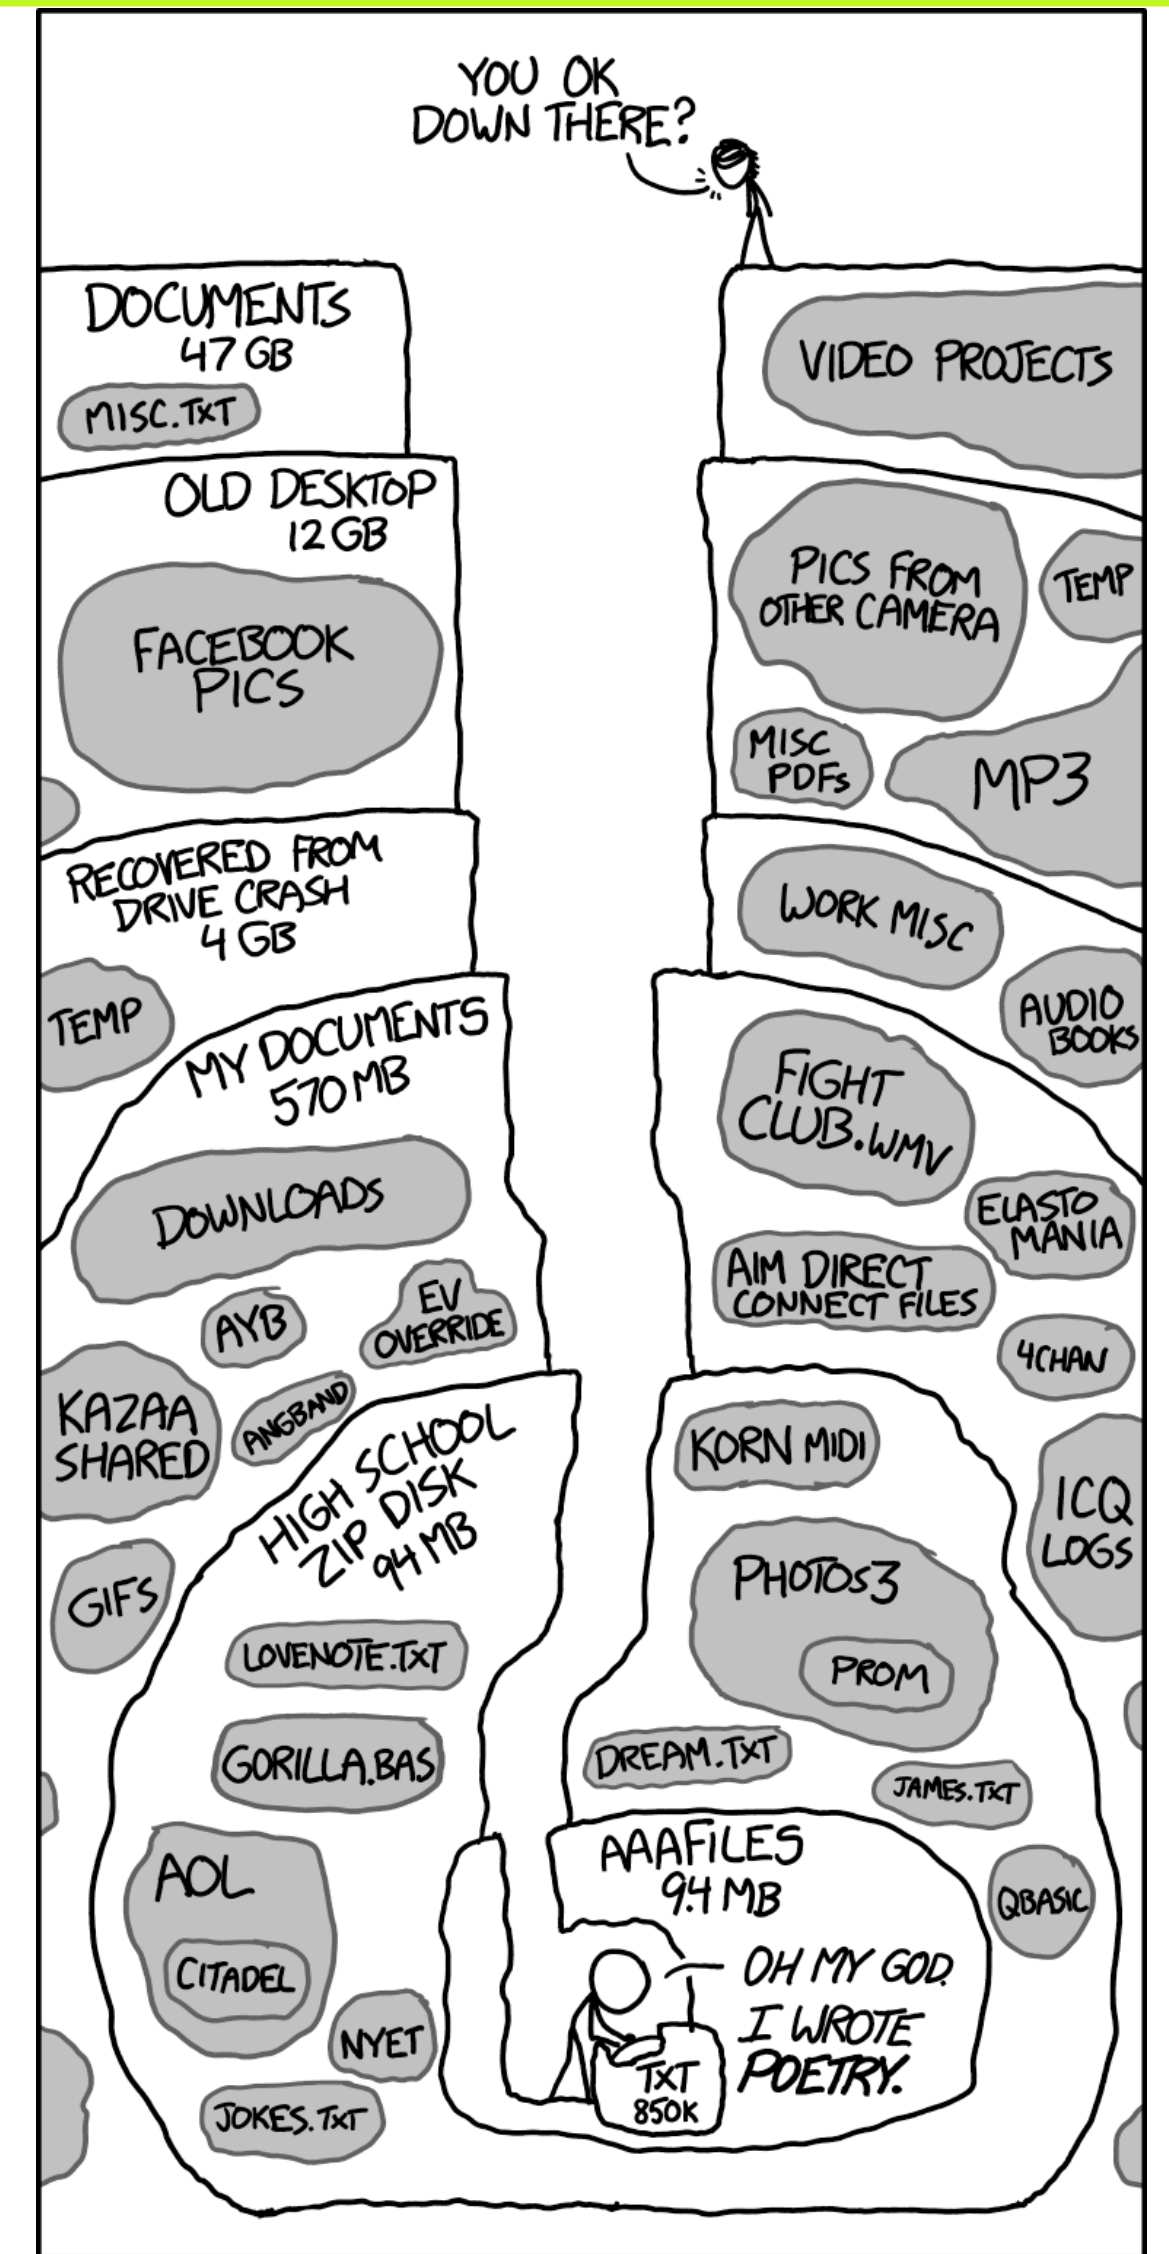 YOU OK
DOWN THERE?
DOCUMENTS
47 GB
MISC.TXT
VIDEO PROJECTS
OLD DESKTOP
12 GB
FACEBOOK
PICS
PICS FROM
OTHER CAMERA
TEMP
MISC
PDFs
MP3
RECOVERED FROM
DRIVE CRASH
4 GB
TEMP
WORK MISC
AUDIO
BOOKS
MY DOCUMENTS
570 MB
DOWNLOADS
AYB
EV
OVERRIDE
KAZAA
SHARED
ANGBAND
GIFS
FIGHT
CLUB.WMV
ELASTO
MANIA
AIM DIRECT
CONNECT FILES
4CHAN
ICQ
LOGS
HIGH SCHOOL
ZIP DISK
94 MB
LOVENOTE.TXT
GORILLA.BAS
AOL
CITADEL
NYET
JOKES.TXT
KORN MIDI
PHOTOS3
PROM
DREAM.TXT
JAMES.TXT
QBASIC
AAAFILES
9.4 MB
OH MY GOD.
I WROTE
POETRY.
TXT
850K